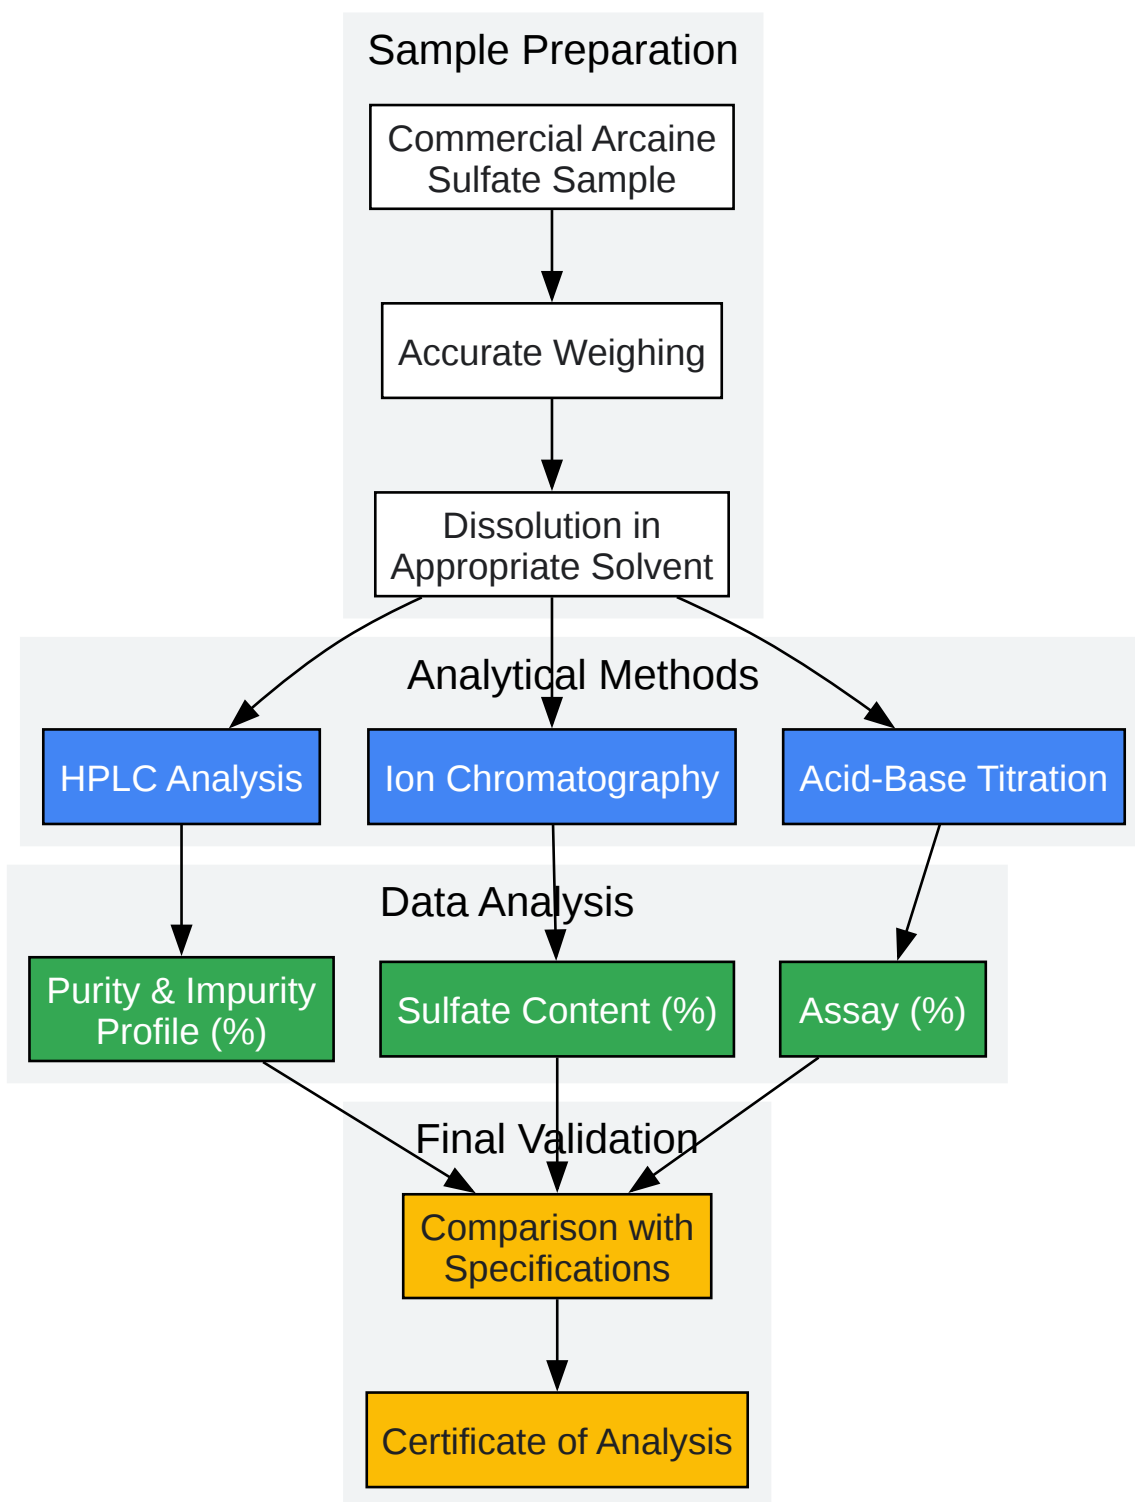 Sample Preparation
Commercial Arcaine
Sulfate Sample
Accurate Weighing
Dissolution in
Appropriate Solvent
Analytical Methods
HPLC Analysis
Ion Chromatography
Acid-Base Titration
Data Analysis
Purity & Impurity
Profile (%)
Sulfate Content (%)
Assay (%)
Final Validation
Comparison with
Specifications
Certificate of Analysis